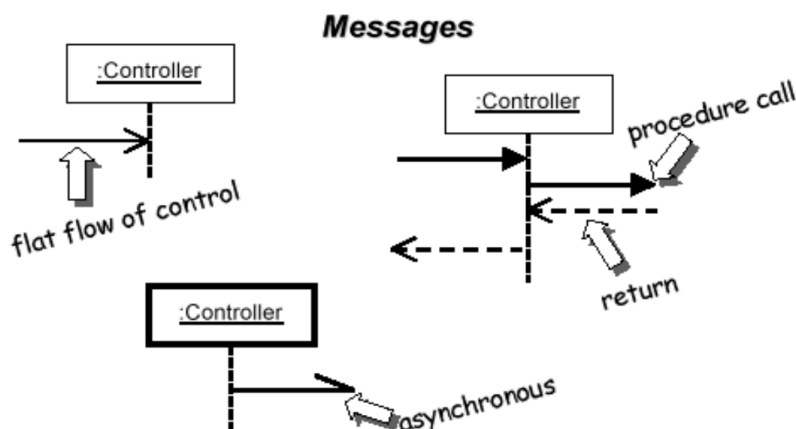 Messages
:Controller
flat flow of control
:Controller
procedure call
return
:Controller
asynchronous